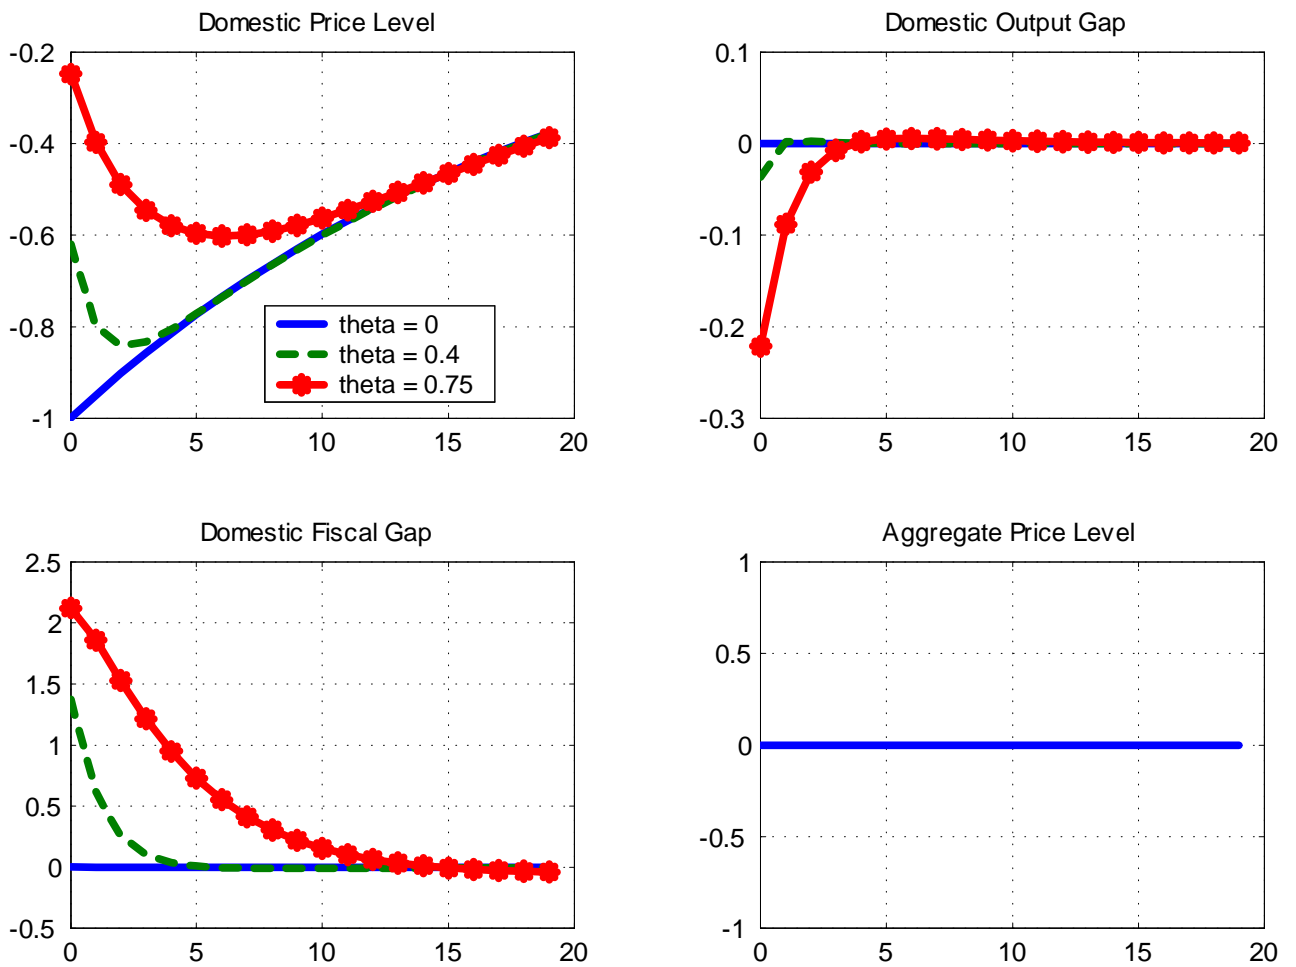 Domestic Price Level
-0.2
-0.4
-0.6
-0.8
-1
0 5 10 15 20
theta = 0
theta = 0.4
theta = 0.75
Domestic Output Gap
0.1
0
-0.1
-0.2
-0.3
0 5 10 15 20
Domestic Fiscal Gap
2.5
2
1.5
1
0.5
0
-0.5
0 5 10 15 20
Aggregate Price Level
1
0.5
0
-0.5
-1
0 5 10 15 20